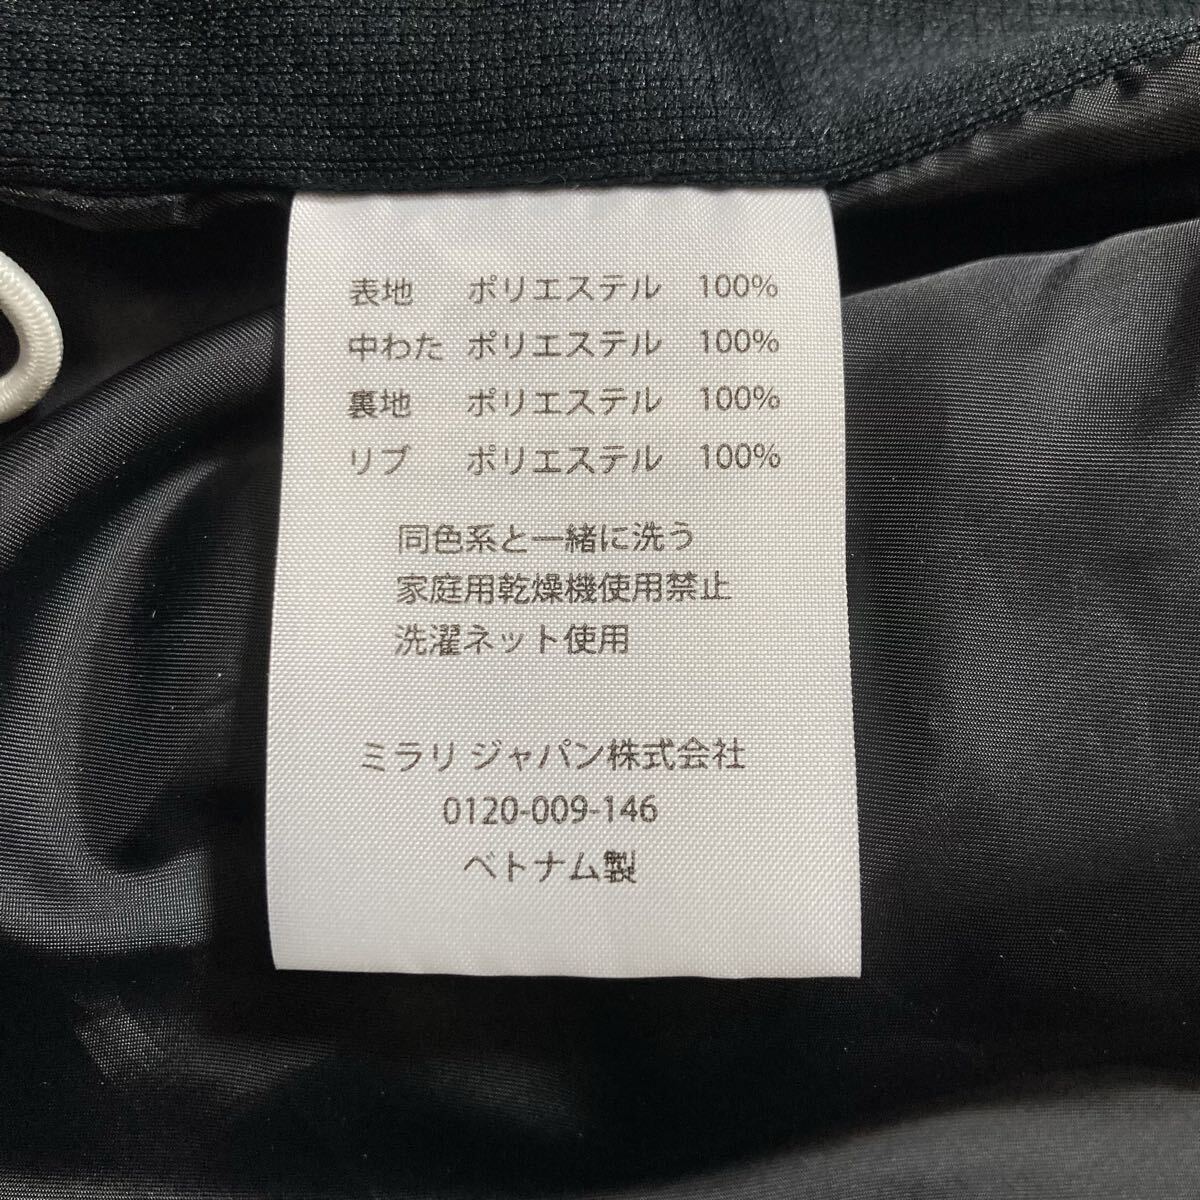 表地 ポリエステル 100%
中わた ポリエステル 100%
裏地 ポリエステル 100%
リブ ポリエステル 100%
同色系と一緒に洗う
家庭用乾燥機使用禁止
洗濯ネット使用
ミラリ ジャパン株式会社
0120-009-146
ベトナム製